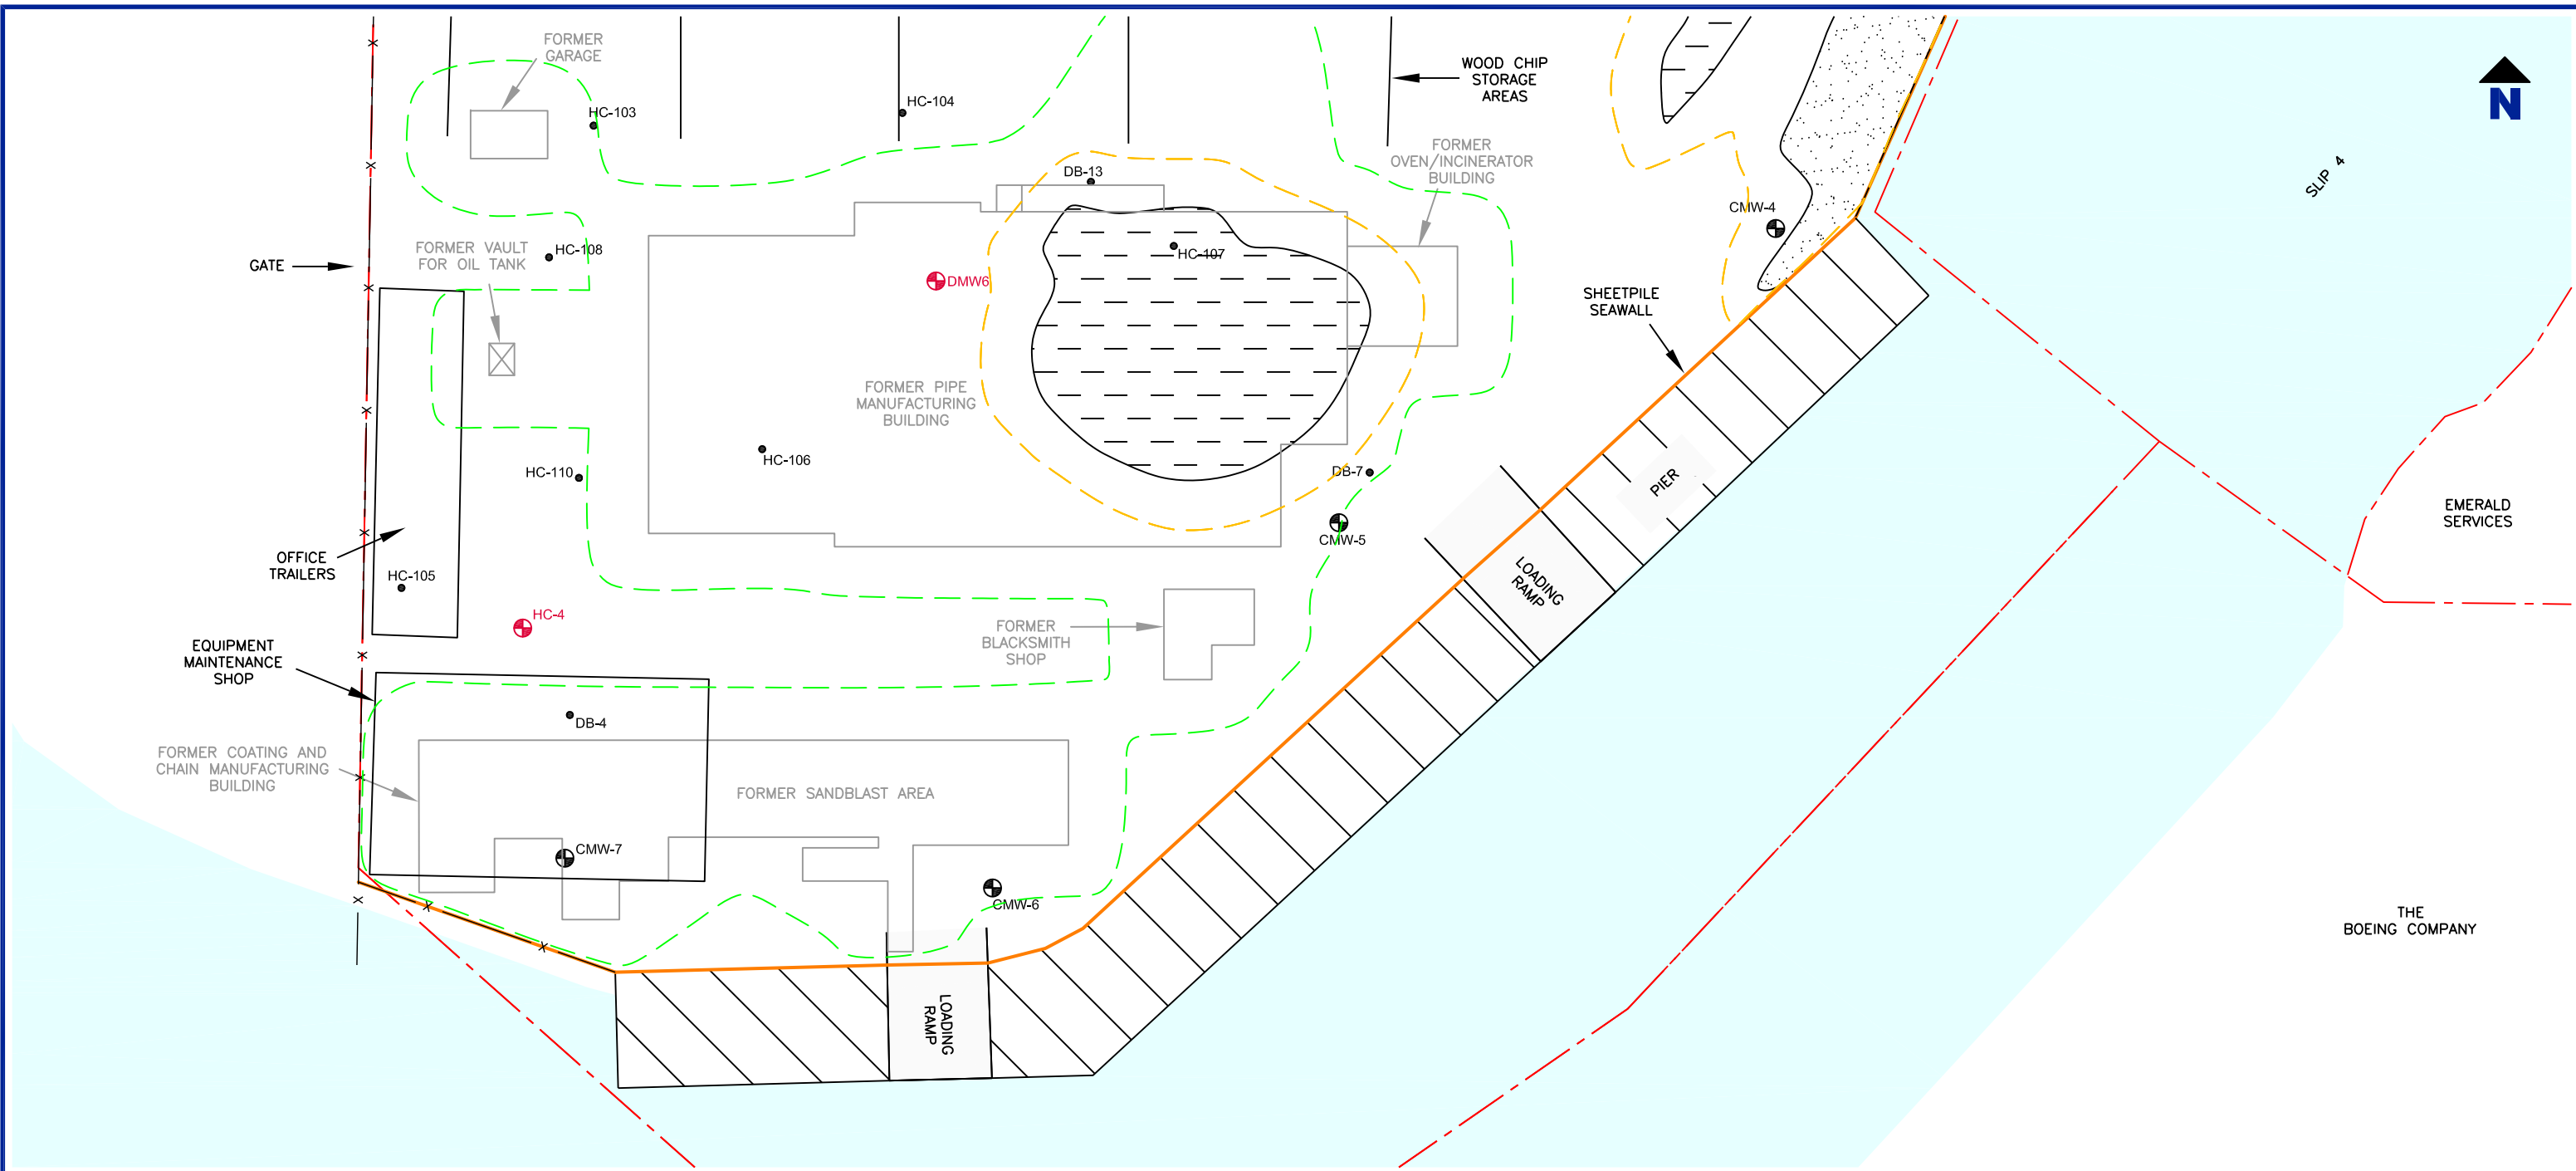 FORMER
GARAGE
HC-103
HC-104
WOOD CHIP
STORAGE
AREAS
N
FORMER
OVEN/INCINERATOR
BUILDING
DB-13
SLIP 4
CMW-4
HC-108
FORMER VAULT
FOR OIL TANK
GATE
HC-107
DMW6
SHEETPILE
SEAWALL
FORMER PIPE
MANUFACTURING
BUILDING
HC-106
HC-110
DB-7
PIER
EMERALD
SERVICES
CMW-5
OFFICE
TRAILERS
HC-105
LOADING
RAMP
HC-4
FORMER
BLACKSMITH
SHOP
EQUIPMENT
MAINTENANCE
SHOP
DB-4
FORMER COATING AND
CHAIN MANUFACTURING
BUILDING
FORMER SANDBLAST AREA
CMW-7
CMW-6
THE
BOEING COMPANY
LOADING
RAMP